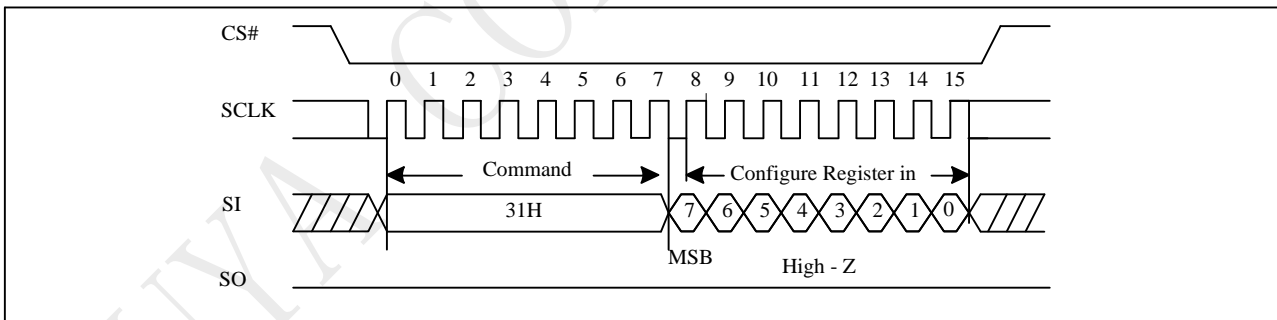 CS#
0 1 2 3 4 5 6 7 8 9 10 11 12 13 14 15
SCLK
Command
Configure Register in
SI
31H
7 6 5 4 3 2 1 0
MSB
High - Z
SO